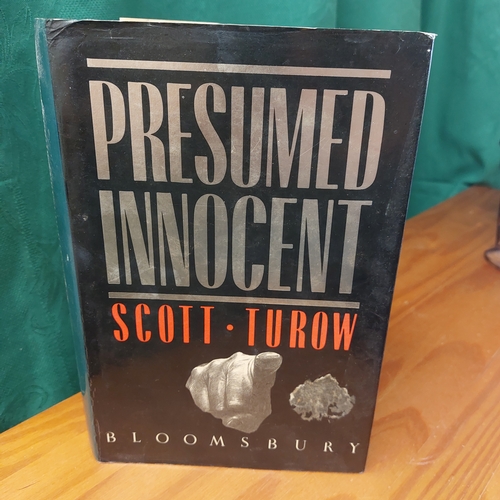 PRESUMED
INNOCENT
SCOTT · TUROW
BLOOMSBURY